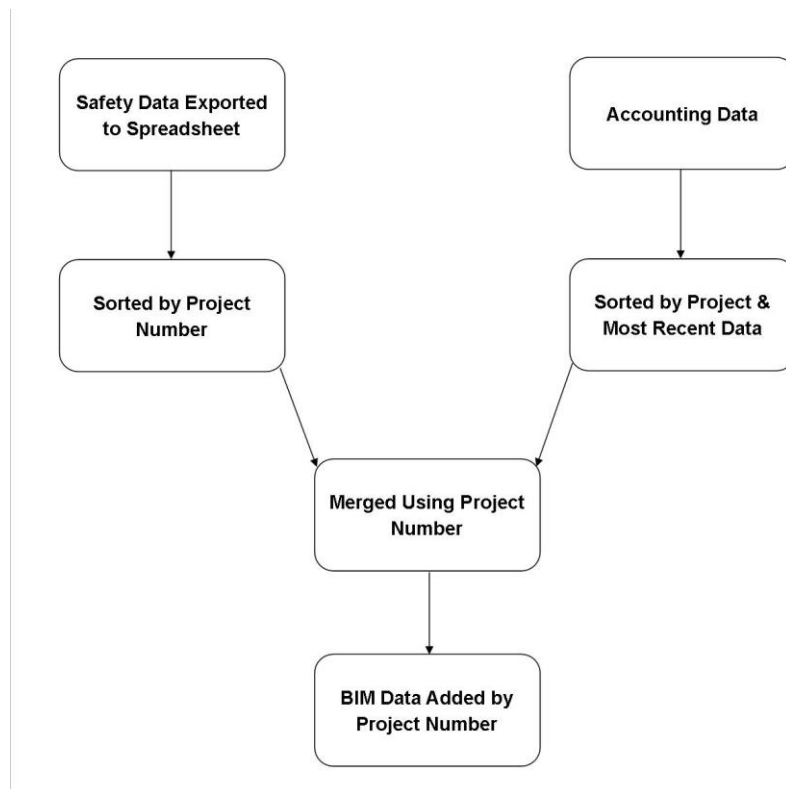 Safety Data Exported
to Spreadsheet
Accounting Data
Sorted by Project
Number
Sorted by Project &
Most Recent Data
Merged Using Project
Number
BIM Data Added by
Project Number